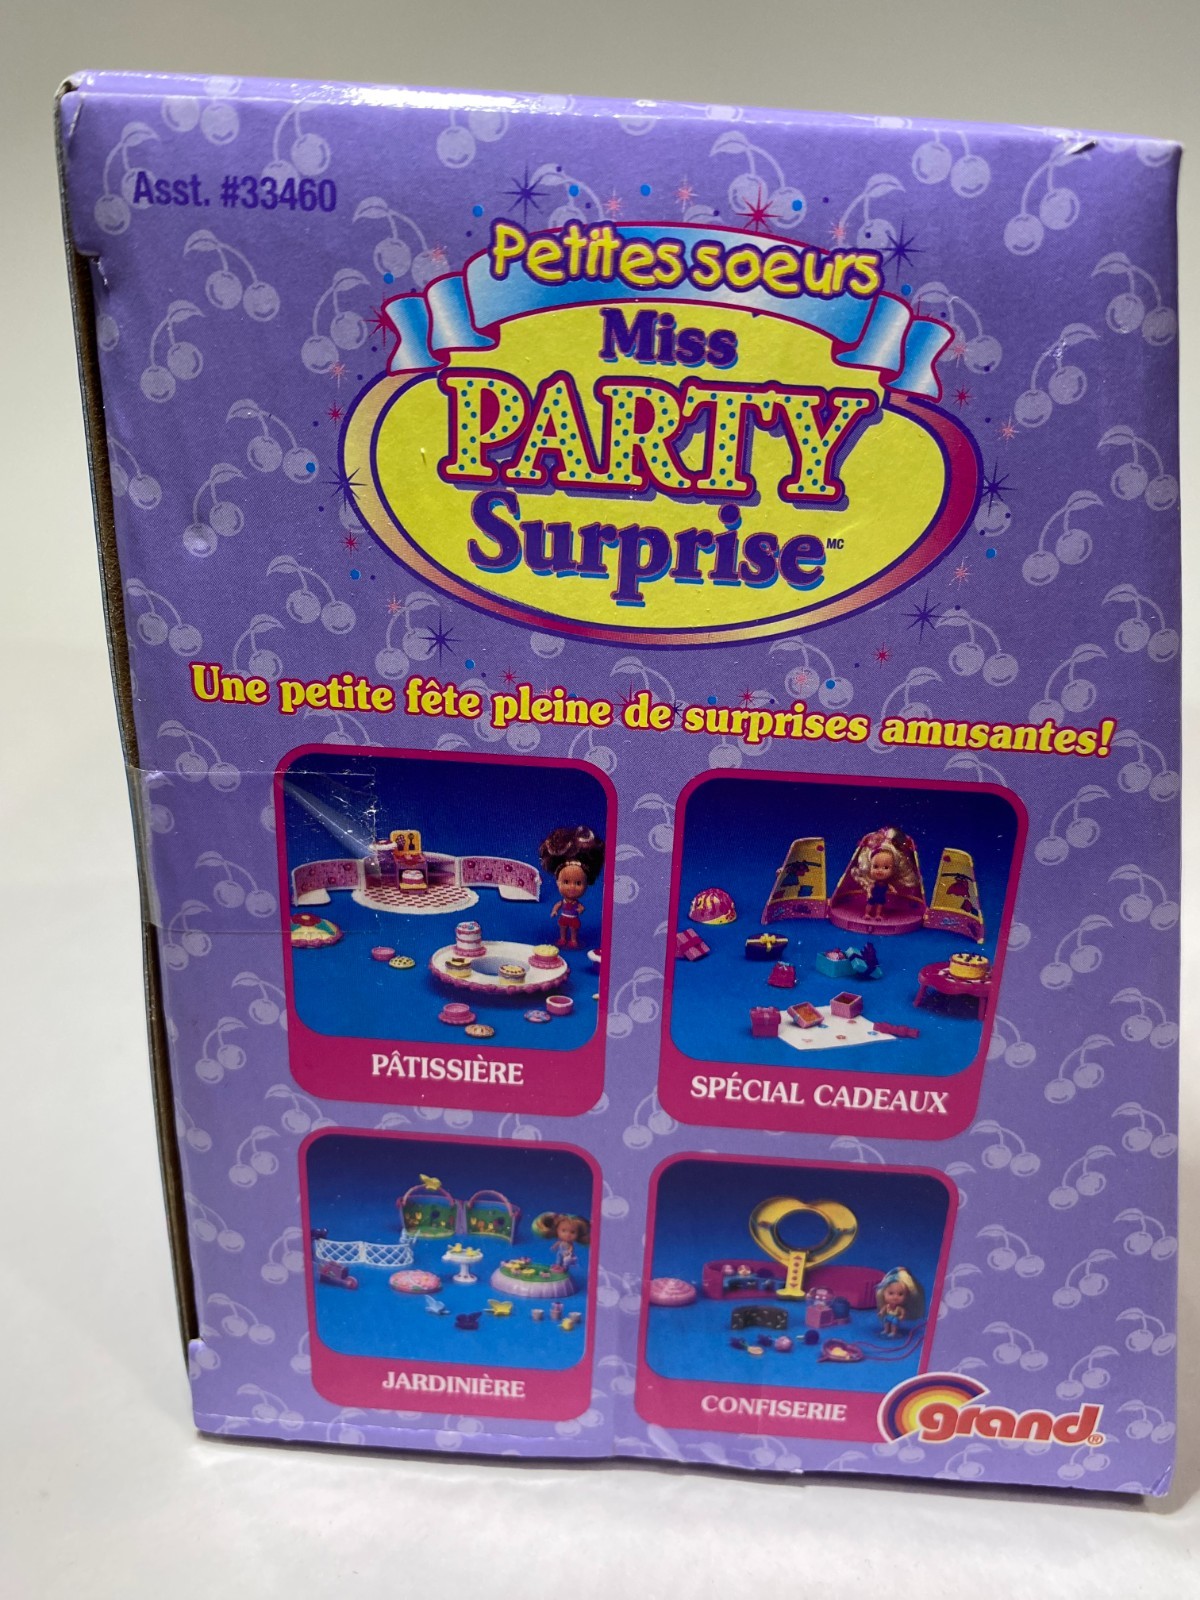 Asst. #33460
Petites soeurs
Miss
PARTY
Surprise MC
Une petite fête pleine de surprises amusantes!
PÂTISSIÈRE
SPÉCIAL CADEAUX
JARDINIÈRE
CONFISERIE
grand®